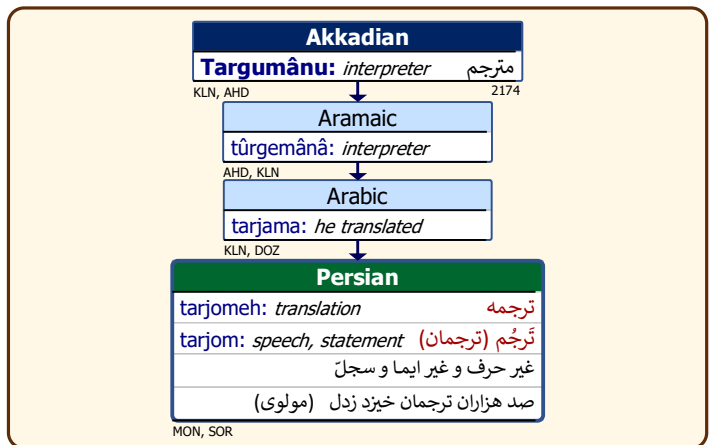 Akkadian
Targumânu: interpreter مترجم
KLN, AHD 2174
Aramaic
tûrgemânâ: interpreter
AHD, KLN
Arabic
tarjama: he translated
KLN, DOZ
Persian
tarjomeh: translation ترجمه
tarjom: speech, statement تَرجُم (ترجمان)
غیر حرف و غیر ایما و سجلّ
صد هزاران ترجمان خیزد زدل (مولوی)
MON, SOR